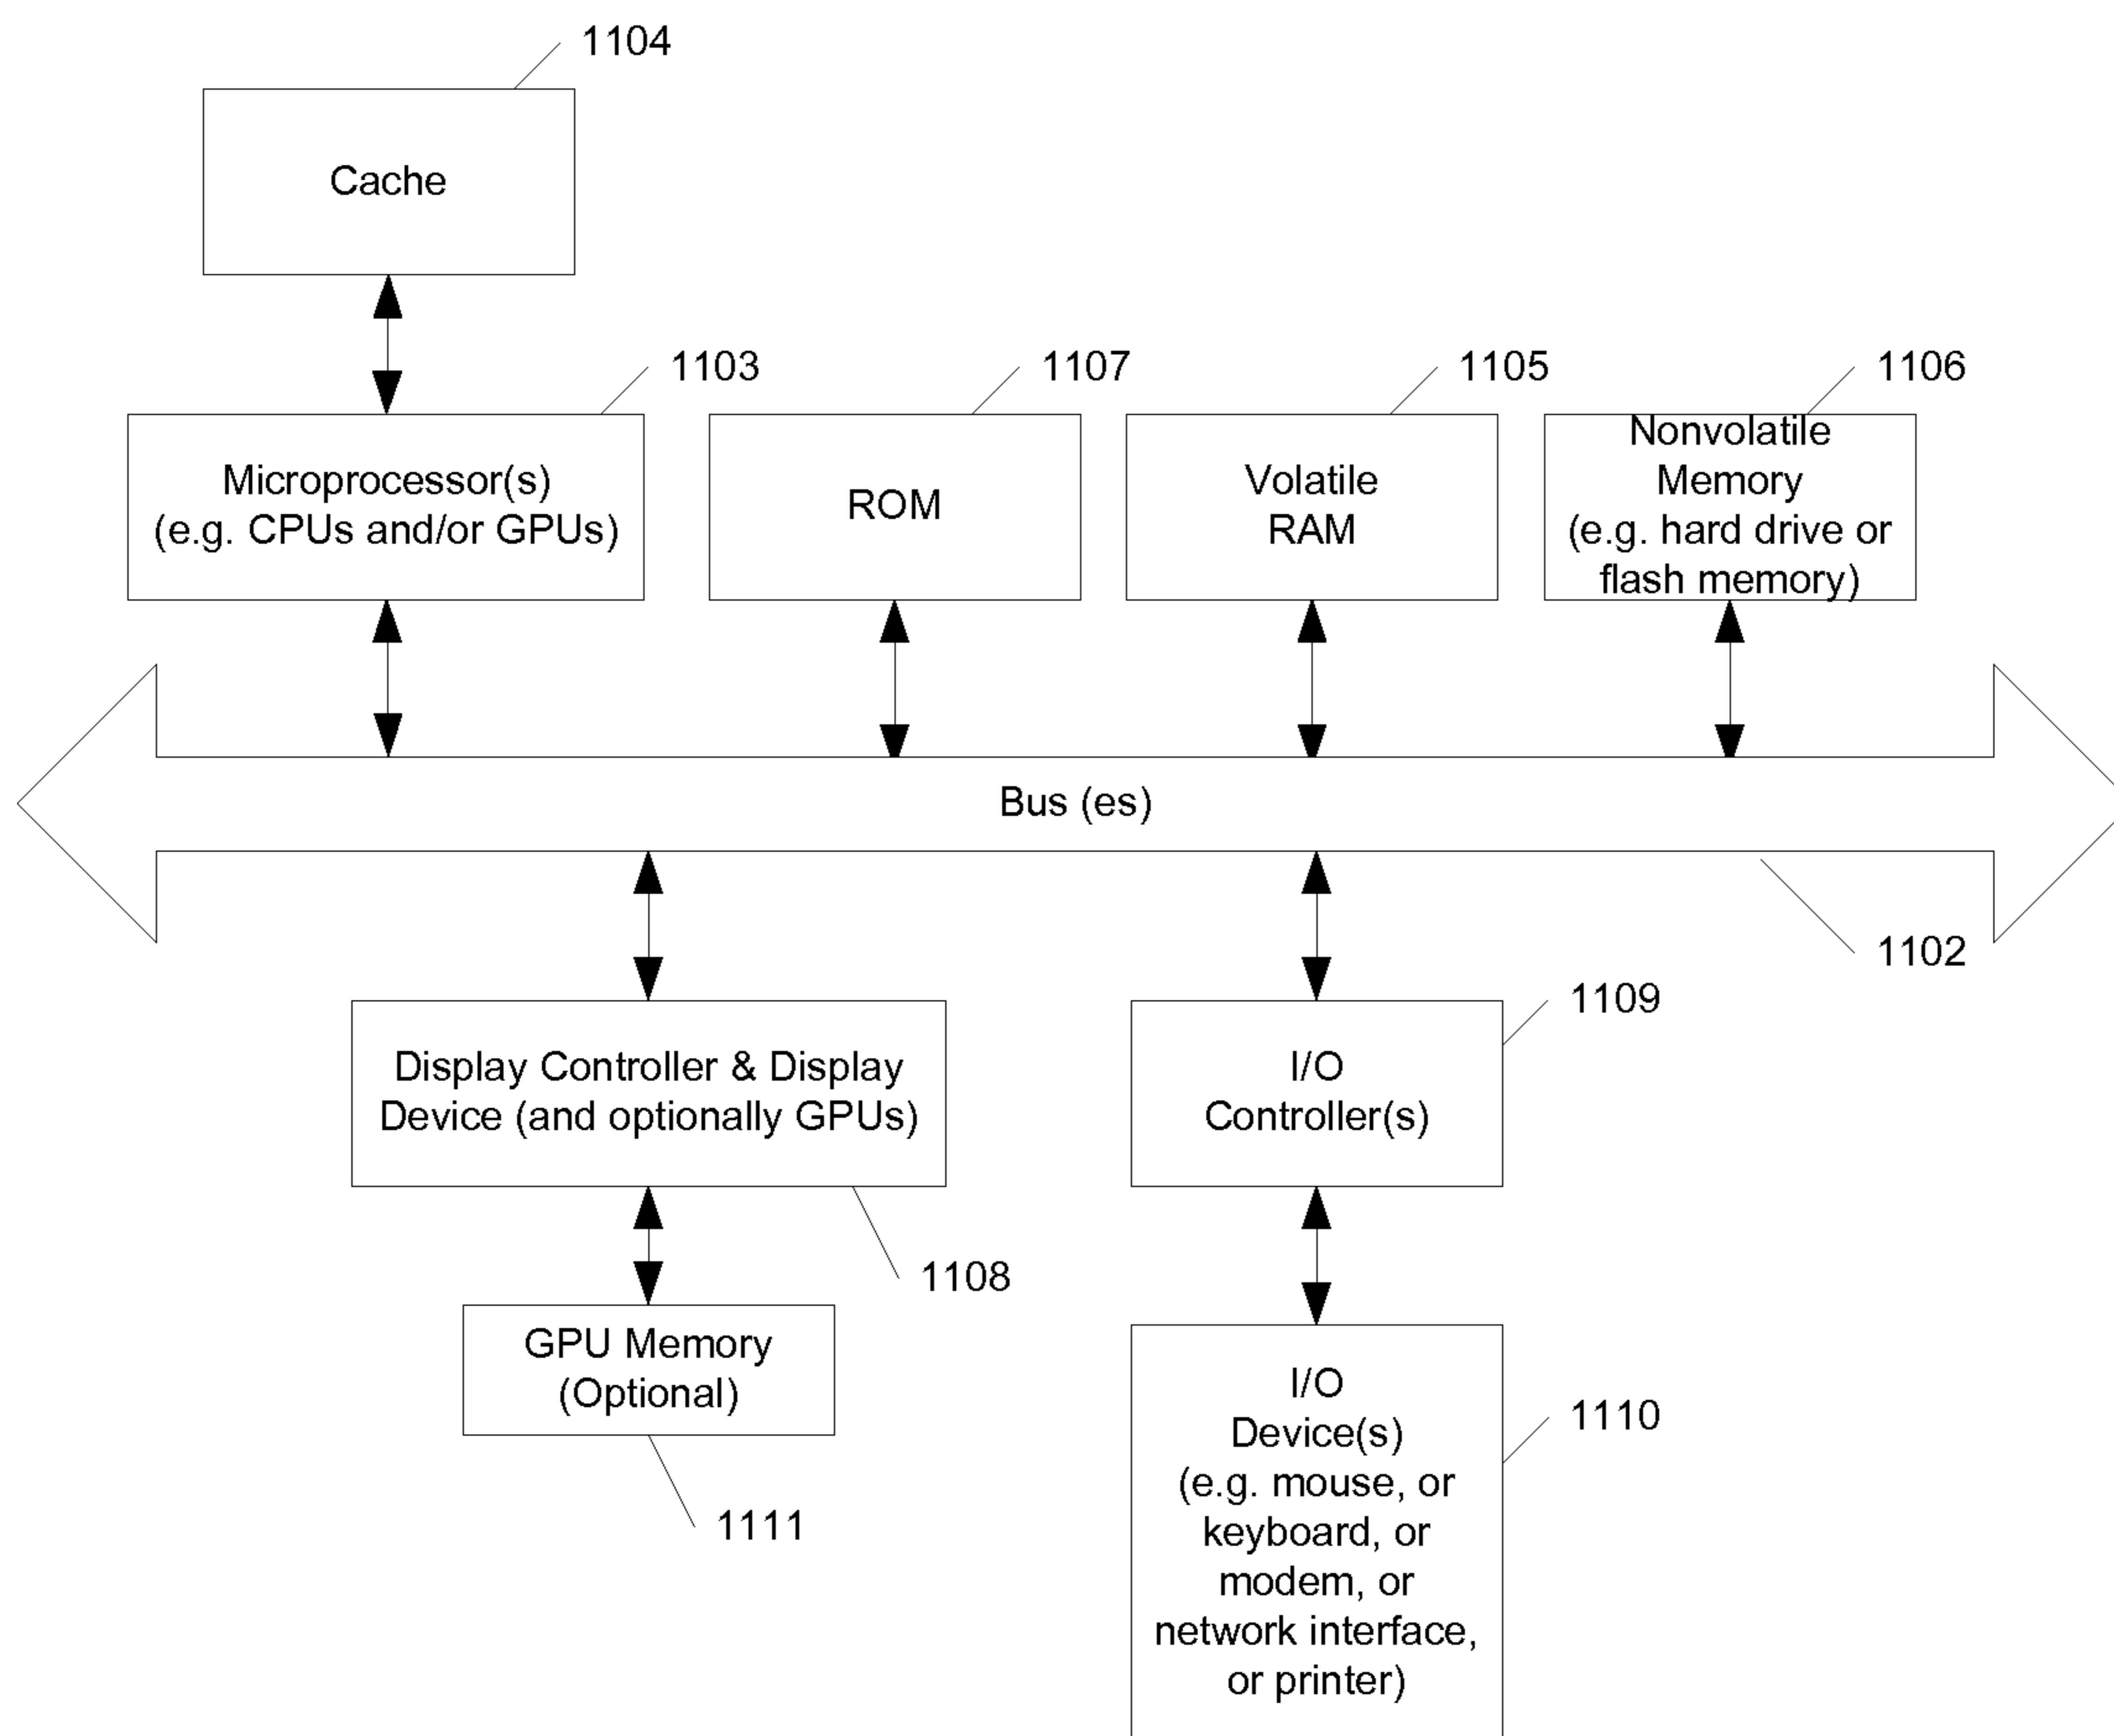 1104
Cache
1103
1107
1105
1106
Microprocessor(s)
(e.g. CPUs and/or GPUs)
ROM
Volatile
RAM
Nonvolatile
Memory
(e.g. hard drive or
flash memory)
Bus (es)
1102
Display Controller & Display
Device (and optionally GPUs)
1108
I/O
Controller(s)
1109
GPU Memory
(Optional)
1111
I/O
Device(s)
(e.g. mouse, or
keyboard, or
modem, or
network interface,
or printer)
1110